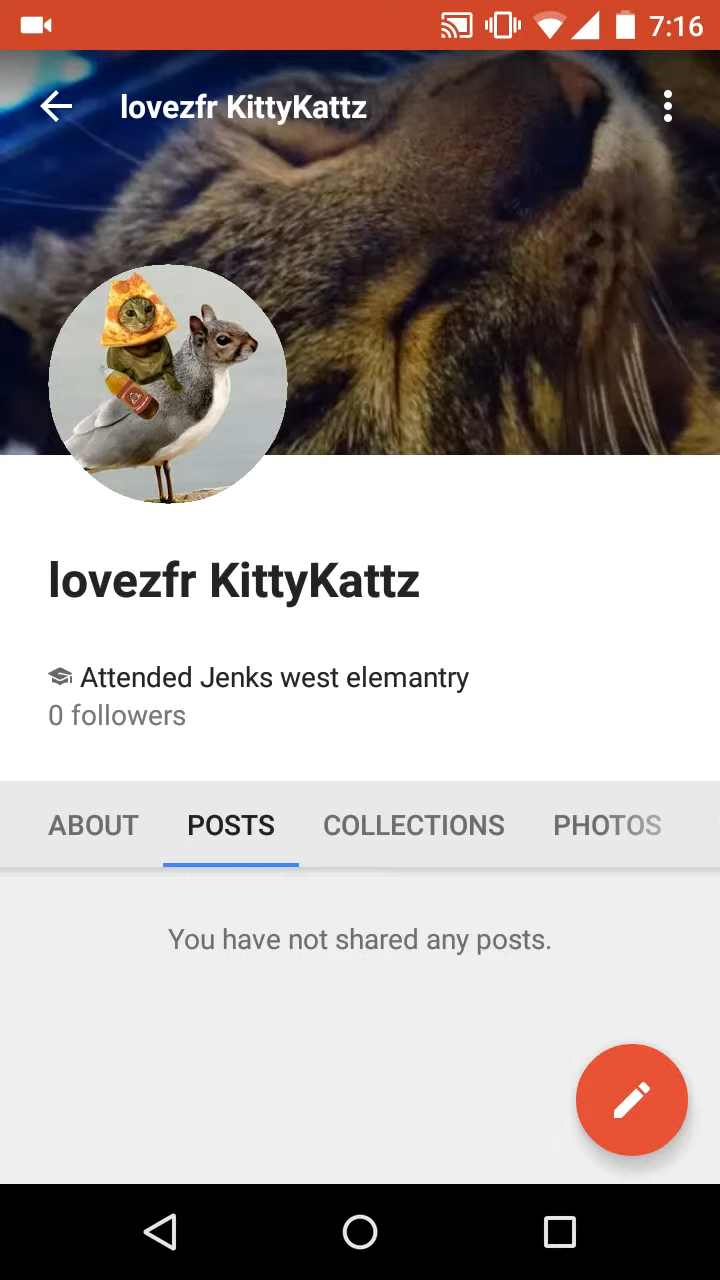 7:16
lovezfr KittyKattz
lovezfr KittyKattz
Attended Jenks west elemantry
0 followers
ABOUT POSTS COLLECTIONS PHOTOS
You have not shared any posts.